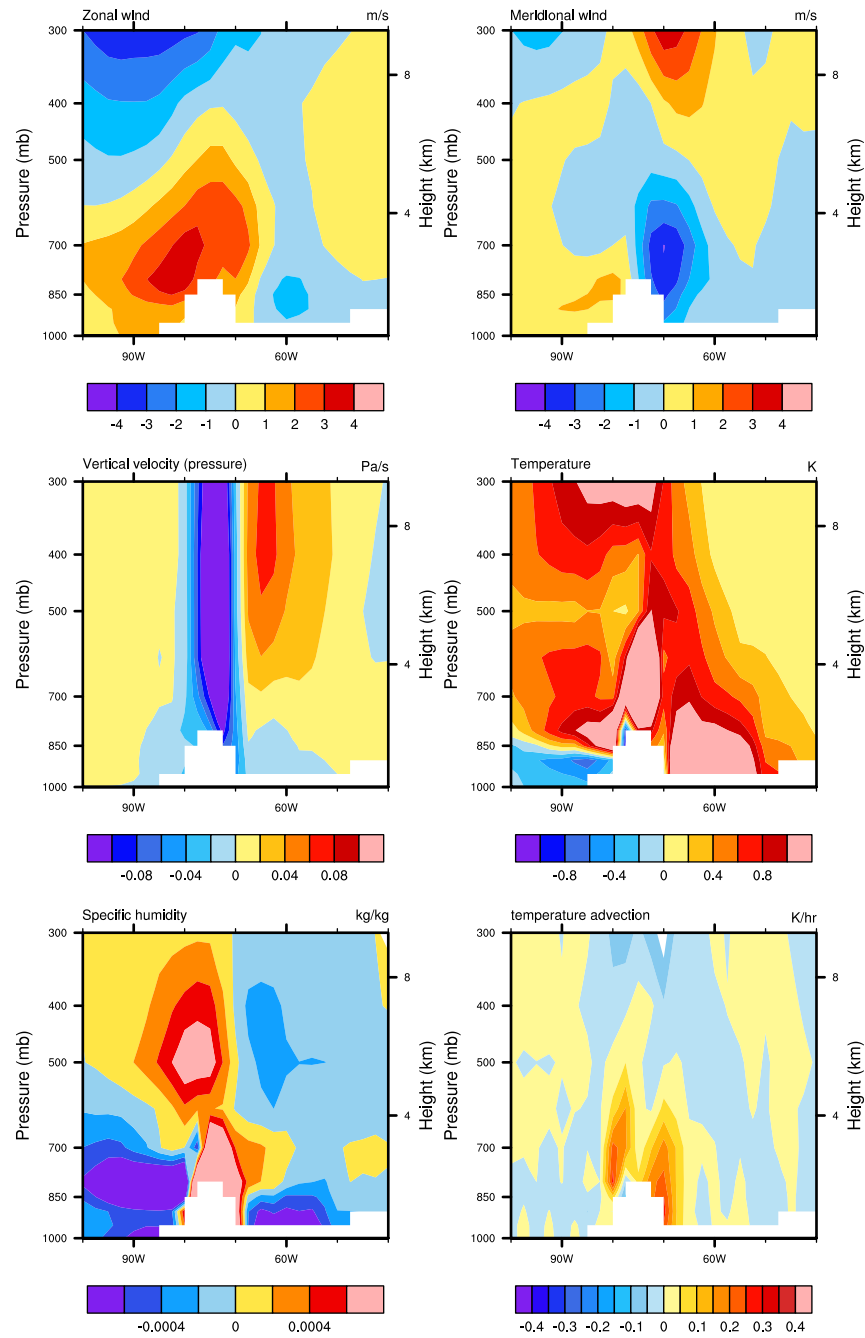 Zonal wind m/s
300
400
500
700
850
1000
Pressure (mb)
8
4
Height (km)
90W 60W
-4 -3 -2 -1 0 1 2 3 4
Meridional wind m/s
300
400
500
700
850
1000
Pressure (mb)
8
4
Height (km)
90W 60W
-4 -3 -2 -1 0 1 2 3 4
Vertical velocity (pressure) Pa/s
300
400
500
700
850
1000
Pressure (mb)
8
4
Height (km)
90W 60W
-0.08 -0.04 0 0.04 0.08
Temperature K
300
400
500
700
850
1000
Pressure (mb)
8
4
Height (km)
90W 60W
-0.8 -0.4 0 0.4 0.8
Specific humidity kg/kg
300
400
500
700
850
1000
Pressure (mb)
8
4
Height (km)
90W 60W
-0.0004 0 0.0004
temperature advection K/hr
300
400
500
700
850
1000
Pressure (mb)
8
4
Height (km)
90W 60W
-0.4 -0.3 -0.2 -0.1 0 0.1 0.2 0.3 0.4